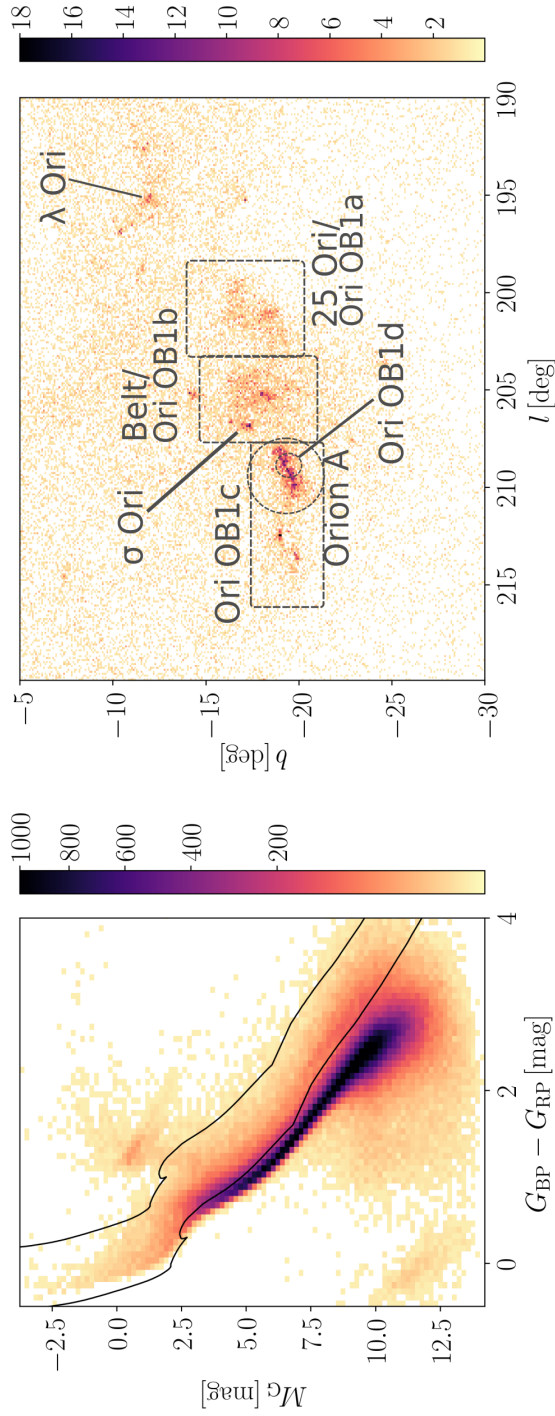 1000
800
600
400
200
−2.5
0.0
2.5
5.0
7.5
10.0
12.5
M_G [mag]
0
2
4
G_BP − G_RP [mag]
18
16
14
12
10
8
6
4
2
−5
−10
−15
−20
−25
−30
b [deg]
215
210
205
200
195
190
l [deg]
λ Ori
Belt/
Ori OB1b
σ Ori
Ori OB1c
25 Ori/
Ori OB1a
Ori OB1d
Orion A